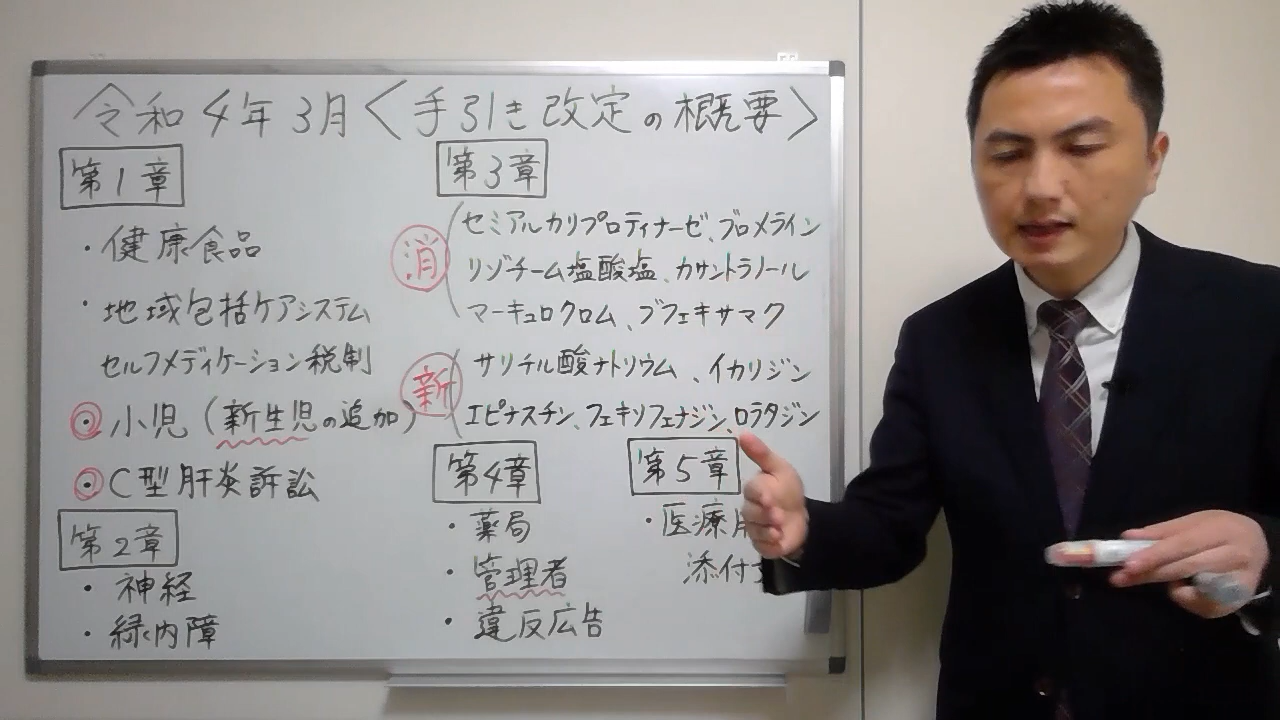 令和4年3月〈手引き改定の概要〉
第1章
・健康食品
・地域包括ケアシステム
セルフメディケーション税制
小児(新生児の追加)
C型肝炎訴訟
第2章
・神経
・緑内障
第3章
消
セミアルカリプロティナーゼ、ブロメライン
リゾチーム塩酸塩、カサントラノール
マーキュロクロム、ブフェキサマク
新
サリチル酸ナトリウム、イカリジン
エピナスチン、フェキソフェナジン、ロラタジン
第4章
・薬局
・管理者
・違反広告
第5章
・医療用
添付